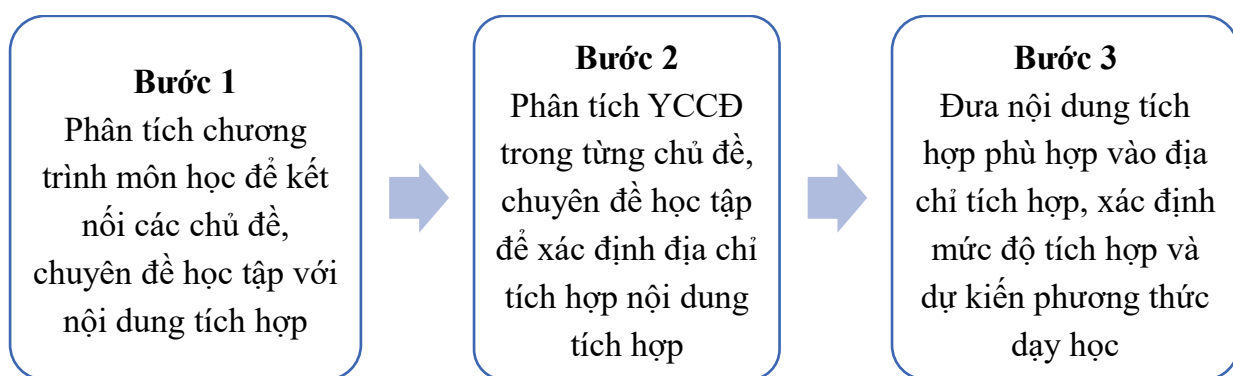 Bước 1
Phân tích chương
trình môn học để kết
nối các chủ đề,
chuyên đề học tập với
nội dung tích hợp
Bước 2
Phân tích YCCĐ
trong từng chủ đề,
chuyên đề học tập
để xác định địa chỉ
tích hợp nội dung
tích hợp
Bước 3
Đưa nội dung tích
hợp phù hợp vào địa
chỉ tích hợp, xác định
mức độ tích hợp và
dự kiến phương thức
dạy học